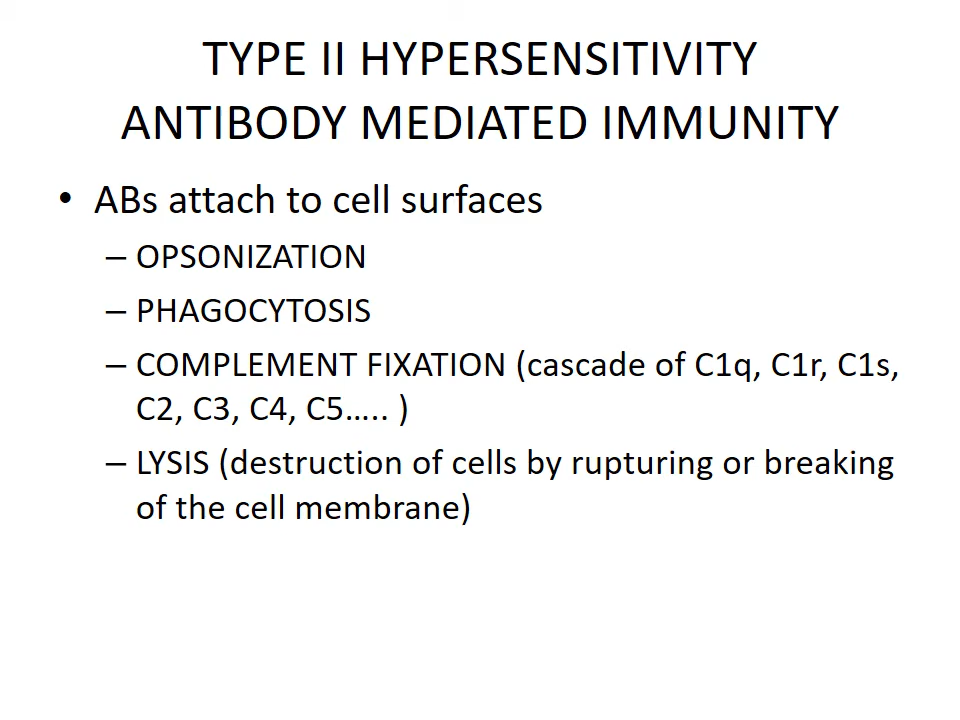 TYPE II HYPERSENSITIVITY
ANTIBODY MEDIATED IMMUNITY
• ABs attach to cell surfaces
– OPSONIZATION
– PHAGOCYTOSIS
– COMPLEMENT FIXATION (cascade of C1q, C1r, C1s,
C2, C3, C4, C5….. )
– LYSIS (destruction of cells by rupturing or breaking
of the cell membrane)